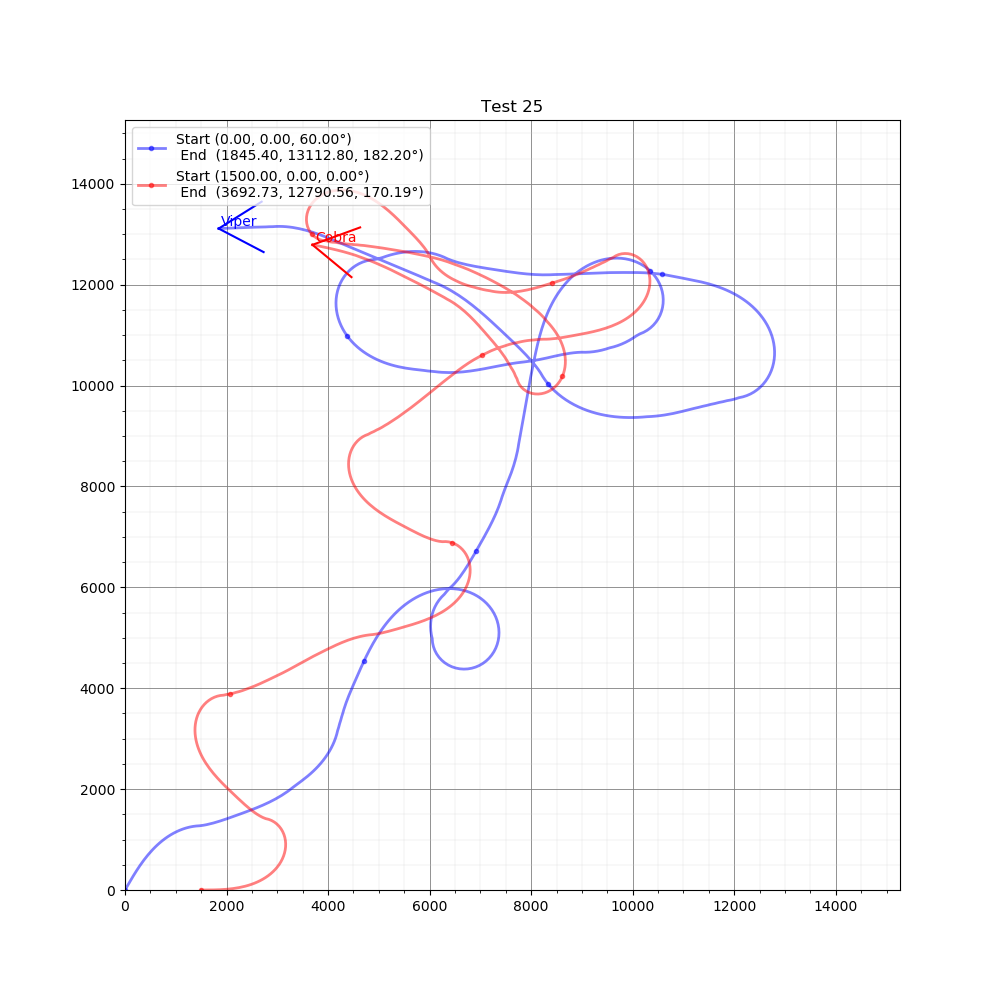 Test 25
Start (0.00, 0.00, 60.00°)
End (1845.40, 13112.80, 182.20°)
Start (1500.00, 0.00, 0.00°)
End (3692.73, 12790.56, 170.19°)
Viper
Cobra
14000
12000
10000
8000
6000
4000
2000
0
0 2000 4000 6000 8000 10000 12000 14000